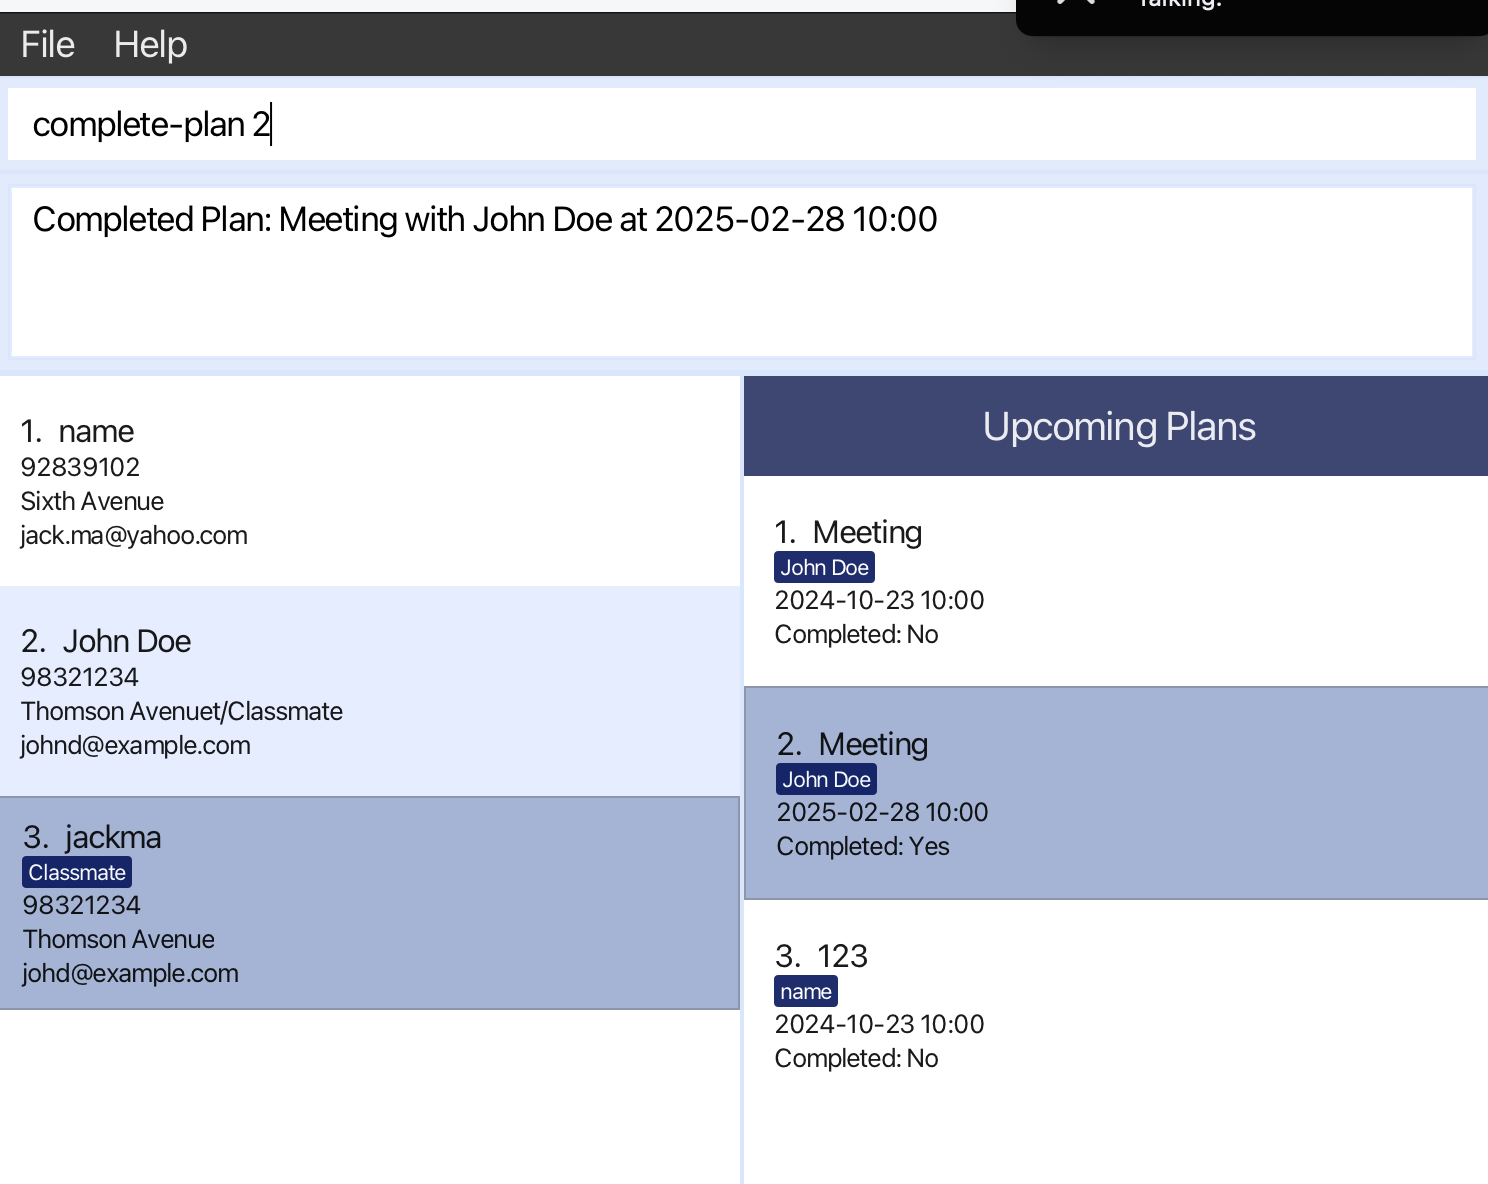 Talking:
File Help
complete-plan 2
Completed Plan: Meeting with John Doe at 2025-02-28 10:00
1. name
92839102
Sixth Avenue
jack.ma@yahoo.com
2. John Doe
98321234
Thomson Avenuet/Classmate
johnd@example.com
3. jackma
Classmate
98321234
Thomson Avenue
johd@example.com
Upcoming Plans
1. Meeting
John Doe
2024-10-23 10:00
Completed: No
2. Meeting
John Doe
2025-02-28 10:00
Completed: Yes
3. 123
name
2024-10-23 10:00
Completed: No